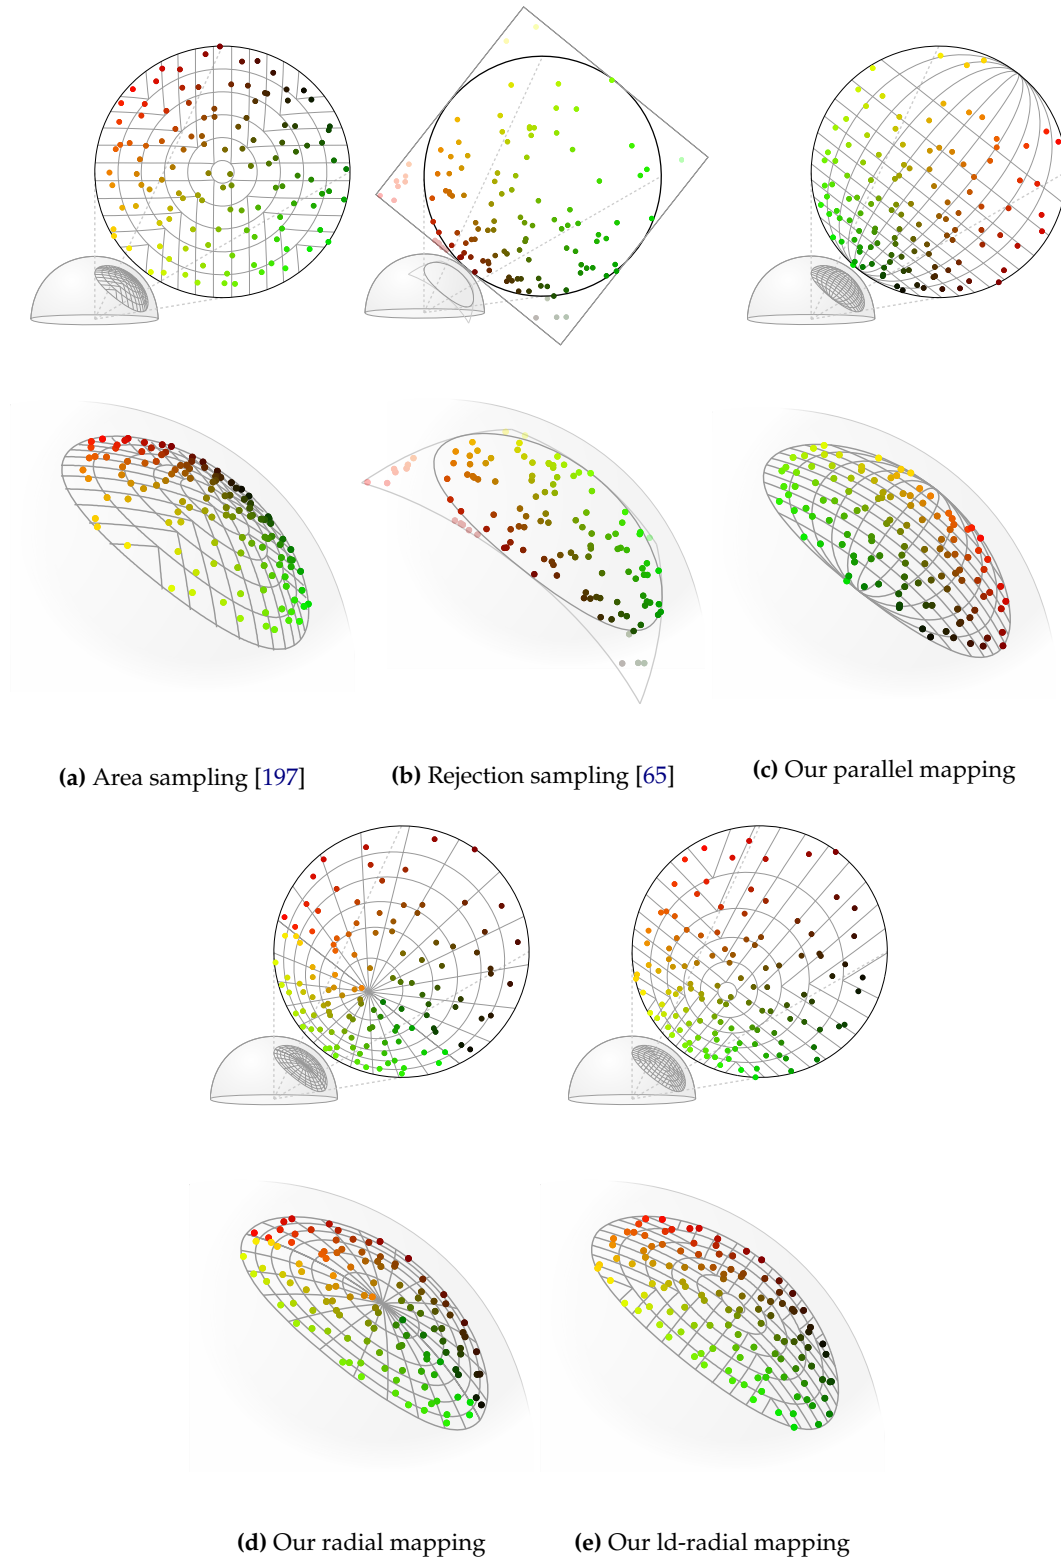 (a) Area sampling [197]
(b) Rejection sampling [65]
(c) Our parallel mapping
(d) Our radial mapping
(e) Our ld-radial mapping